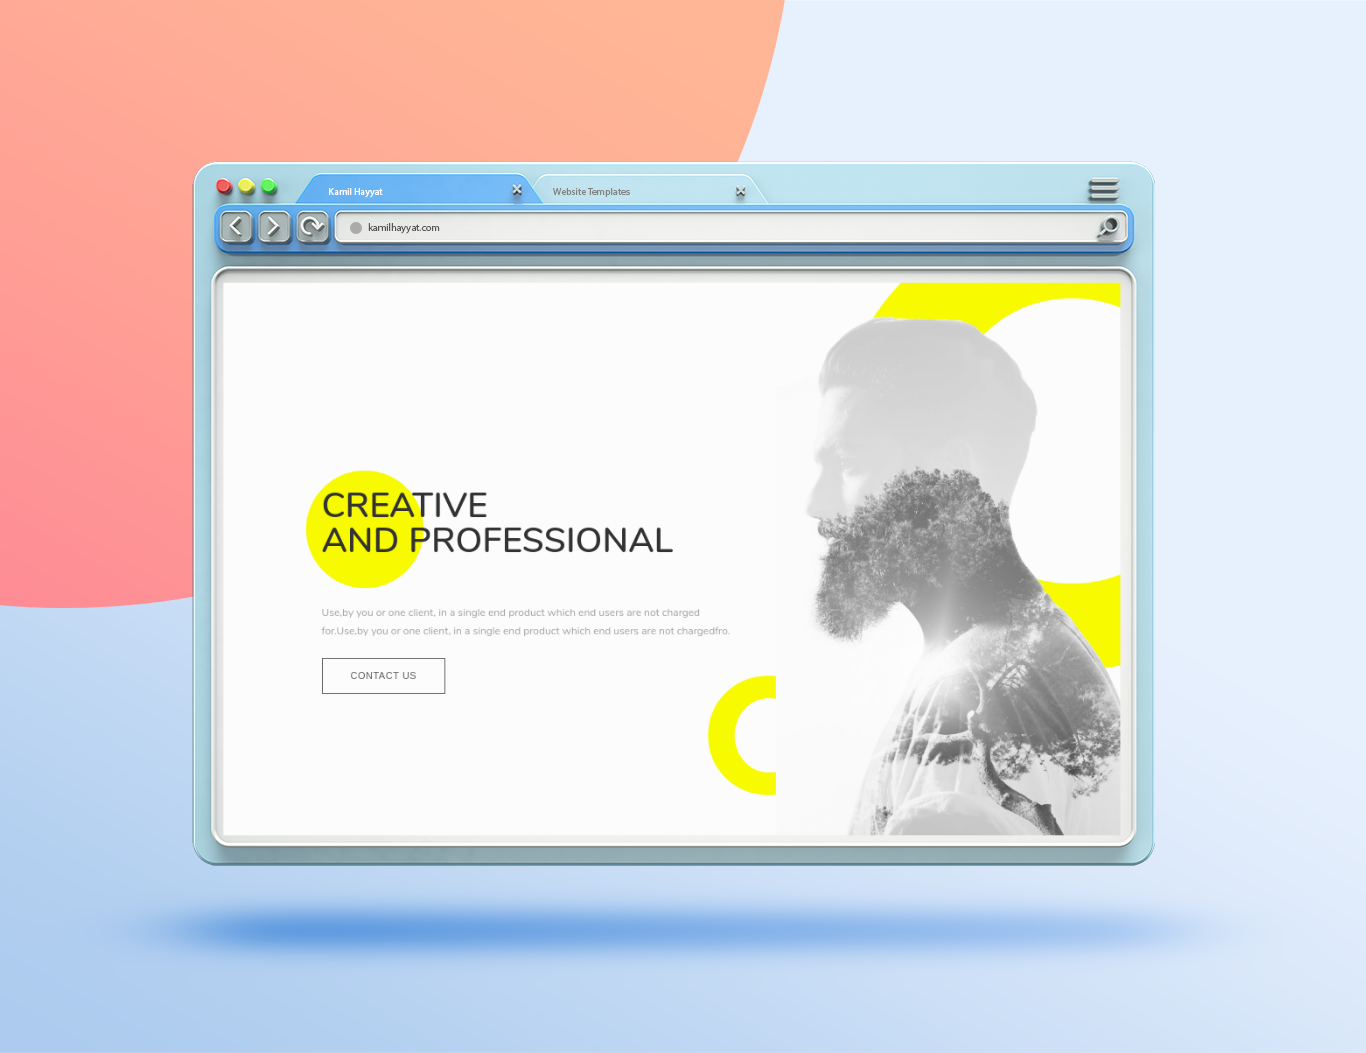 Kamil Hayyat
Website Templates
kamilhayyat.com
CREATIVE
AND PROFESSIONAL
Use,by you or one client, in a single end product which end users are not charged
for.Use,by you or one client, in a single end product which end users are not chargedfro.
CONTACT US